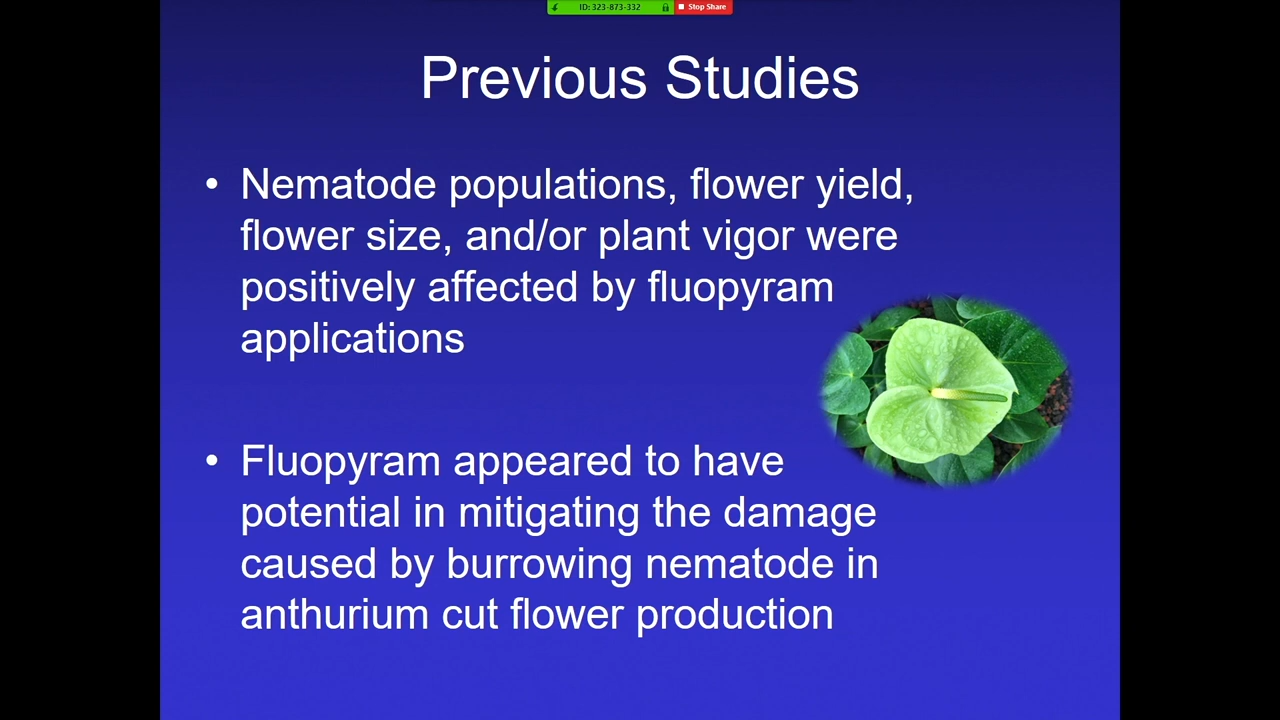 ID: 323-873-332 Stop Share
Previous Studies
• Nematode populations, flower yield,
flower size, and/or plant vigor were
positively affected by fluopyram
applications
• Fluopyram appeared to have
potential in mitigating the damage
caused by burrowing nematode in
anthurium cut flower production